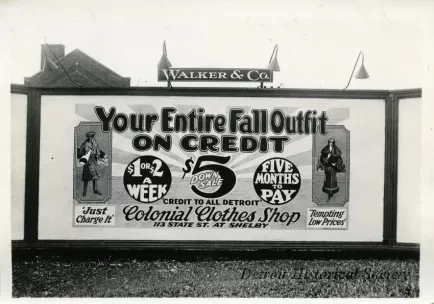 WALKER & CO.
Your Entire Fall Outfit
ON CREDIT
$1 OR $2
A
WEEK
$5
DOWN
SALE
FIVE
MONTHS
TO
PAY
CREDIT TO ALL DETROIT
"Just
Charge It"
Colonial Clothes Shop
"Tempting
Low Prices"
113 STATE ST. AT SHELBY
Detroit Historical Society